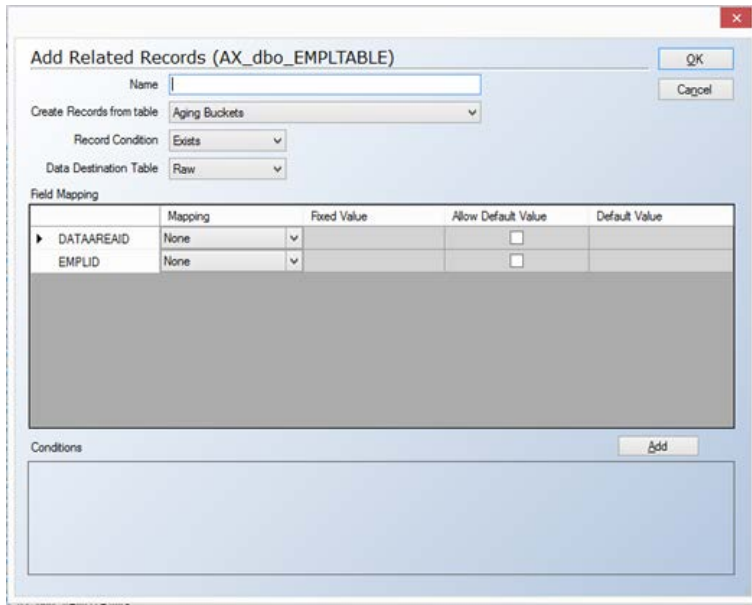 Add Related Records (AX_dbo_EMPLTABLE)
OK
Name
Cancel
Create Records from table Aging Buckets
Record Condition Exists
Data Destination Table Raw
Field Mapping
Mapping Fixed Value Allow Default Value Default Value
DATAAREAID None
EMPLID None
Conditions Add